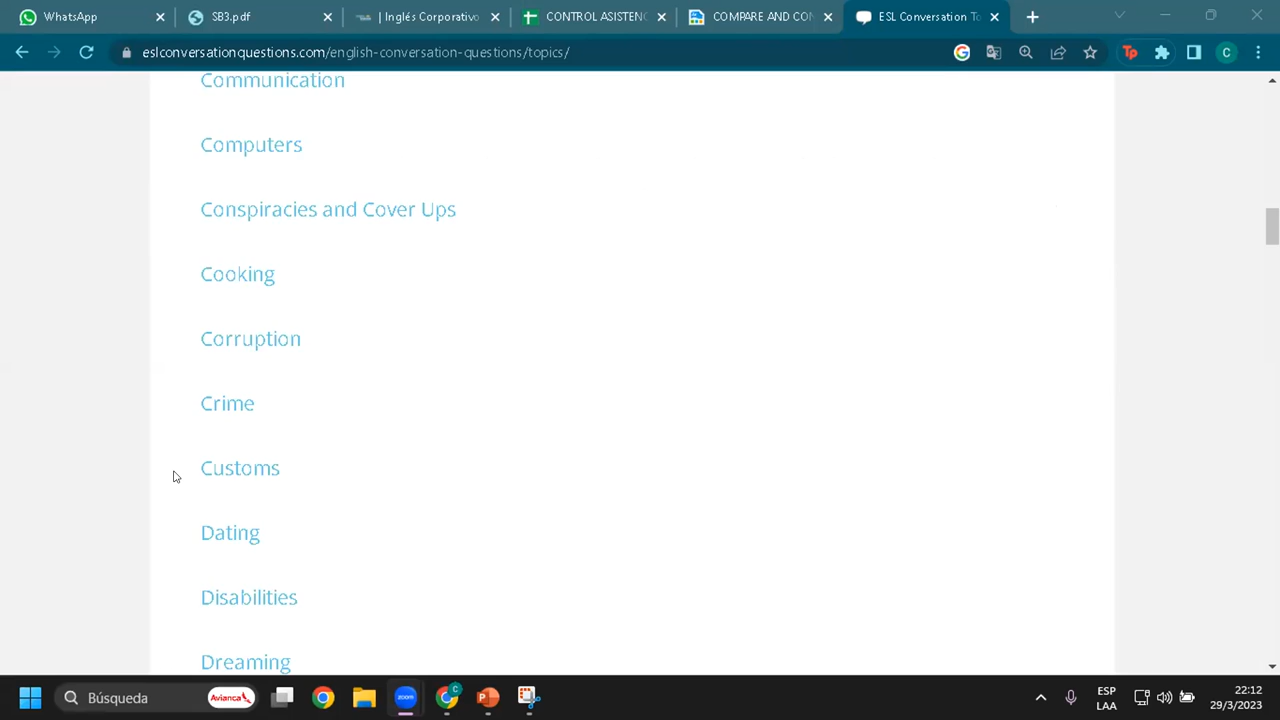 WhatsApp
SB3.pdf
| Inglés Corporativo
CONTROL ASISTENC
COMPARE AND CON
ESL Conversation To
eslconversationquestions.com/english-conversation-questions/topics/
Communication
Computers
Conspiracies and Cover Ups
Cooking
Corruption
Crime
Customs
Dating
Disabilities
Dreaming
Búsqueda
Avianca
zoom
ESP
LAA
22:12
29/3/2023